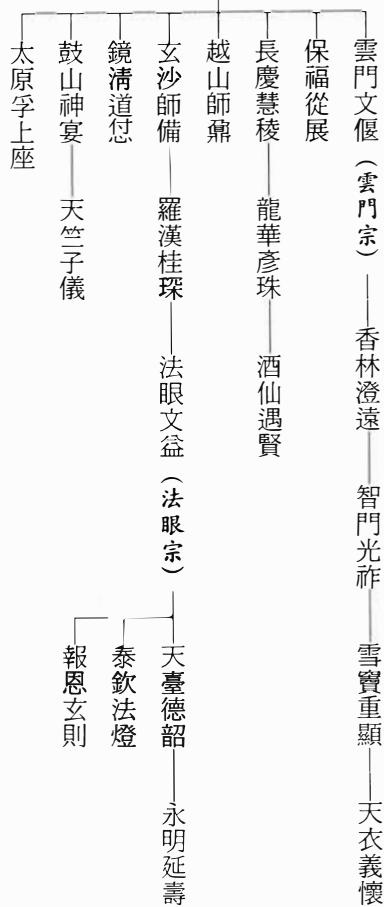 雲門文偃（雲門宗）——香林澄遠——智門光祚——雪竇重顯——天衣義懷
保福從展
長慶慧稜——龍華彥珠——酒仙遇賢
越山師鼐
玄沙師備——羅漢桂琛——法眼文益（法眼宗）——天臺德韶——永明延壽
泰欽法燈
報恩玄則
鏡清道怤
鼓山神宴——天竺子儀
太原孚上座